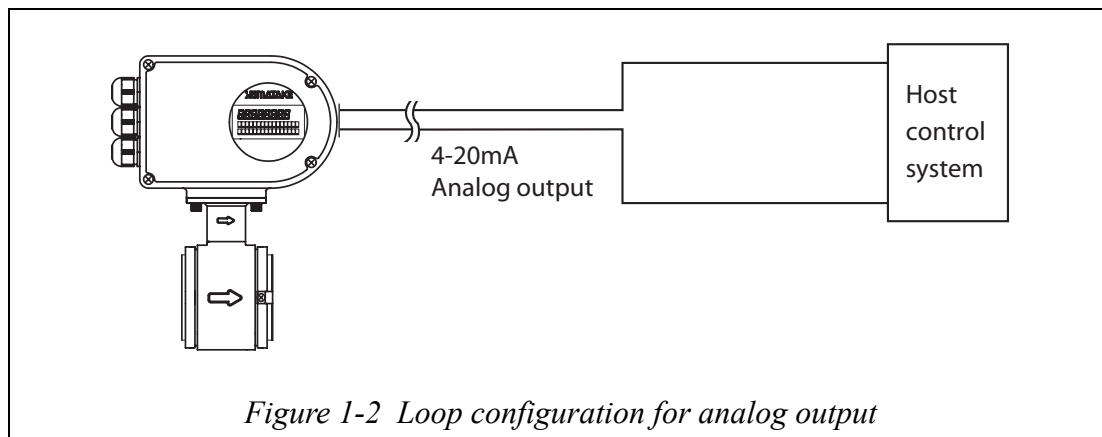 4-20mA
Analog output
Host
control
system
Figure 1-2 Loop configuration for analog output